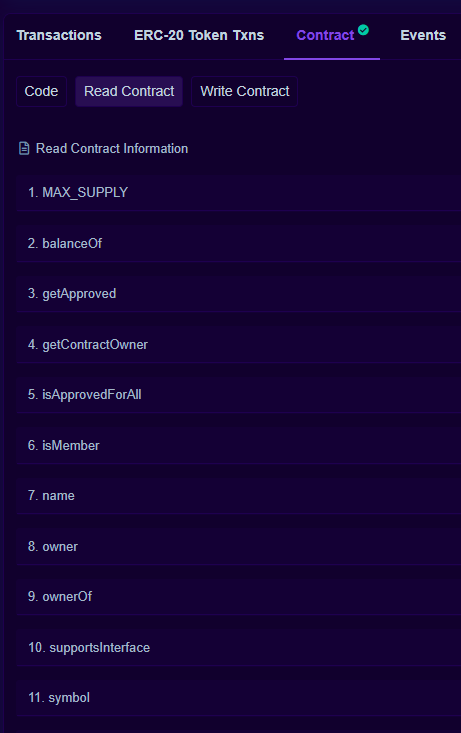 Transactions ERC-20 Token Txns Contract Events
Code Read Contract Write Contract
Read Contract Information
1. MAX_SUPPLY
2. balanceOf
3. getApproved
4. getContractOwner
5. isApprovedForAll
6. isMember
7. name
8. owner
9. ownerOf
10. supportsInterface
11. symbol